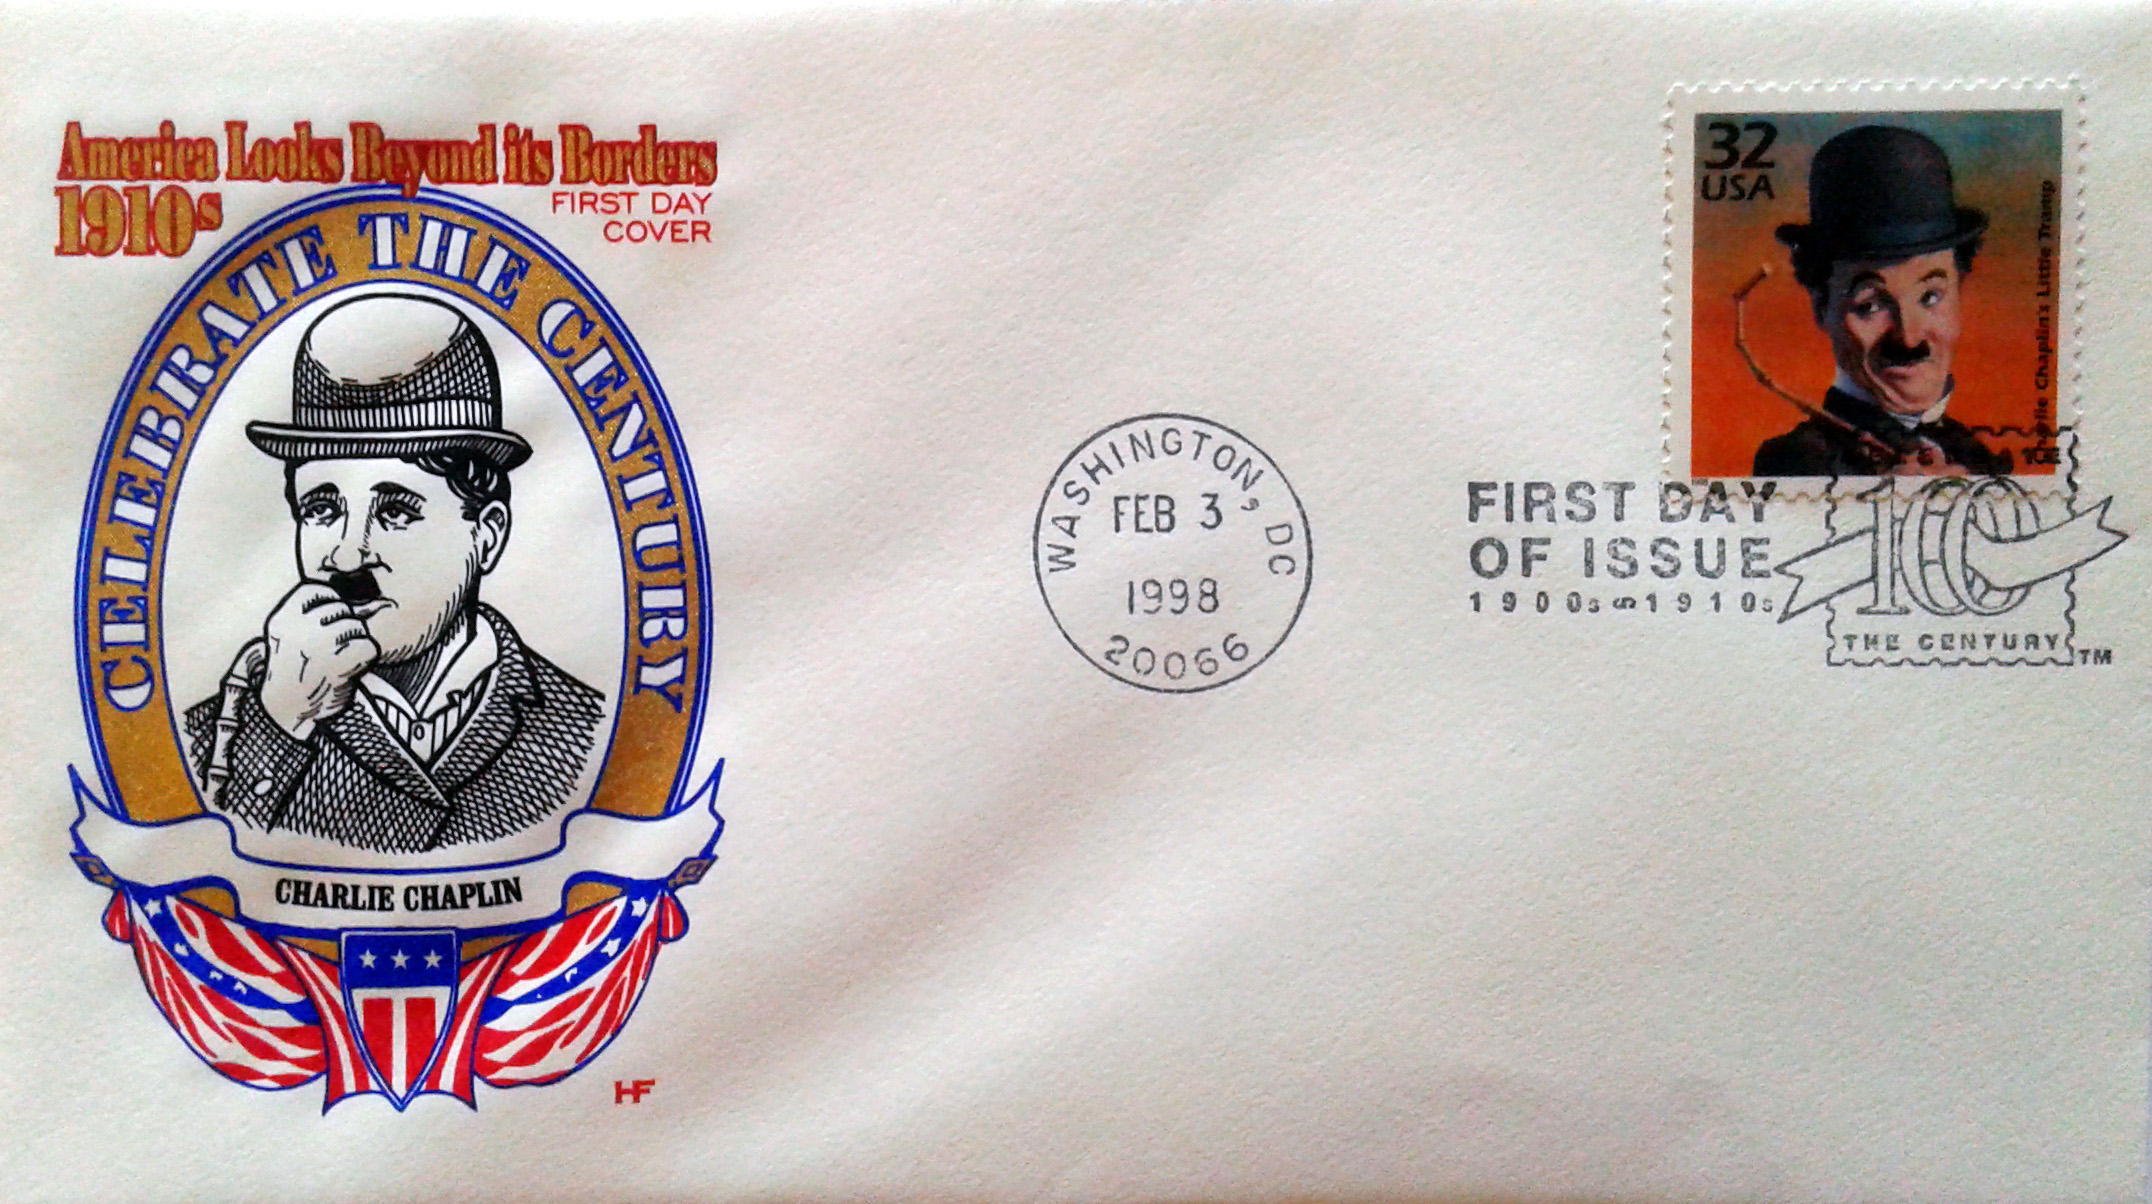 America Looks Beyond its Borders
1910s
FIRST DAY
COVER
CELEBRATE THE CENTURY
CHARLIE CHAPLIN
HF
WASHINGTON, DC
FEB 3
1998
20066
32
USA
Charlie Chaplin's Little Tramp
FIRST DAY
OF ISSUE
1900s 1910s
100
THE CENTURY TM